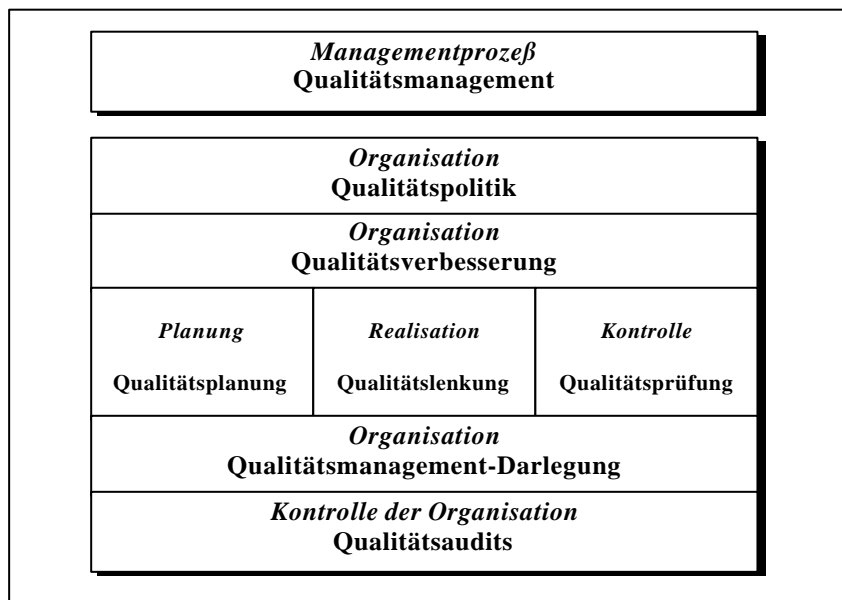 Managementprozeß
Qualitätsmanagement
Organisation
Qualitätspolitik
Organisation
Qualitätsverbesserung
Planung
Qualitätsplanung
Realisation
Qualitätslenkung
Kontrolle
Qualitätsprüfung
Organisation
Qualitätsmanagement-Darlegung
Kontrolle der Organisation
Qualitätsaudits